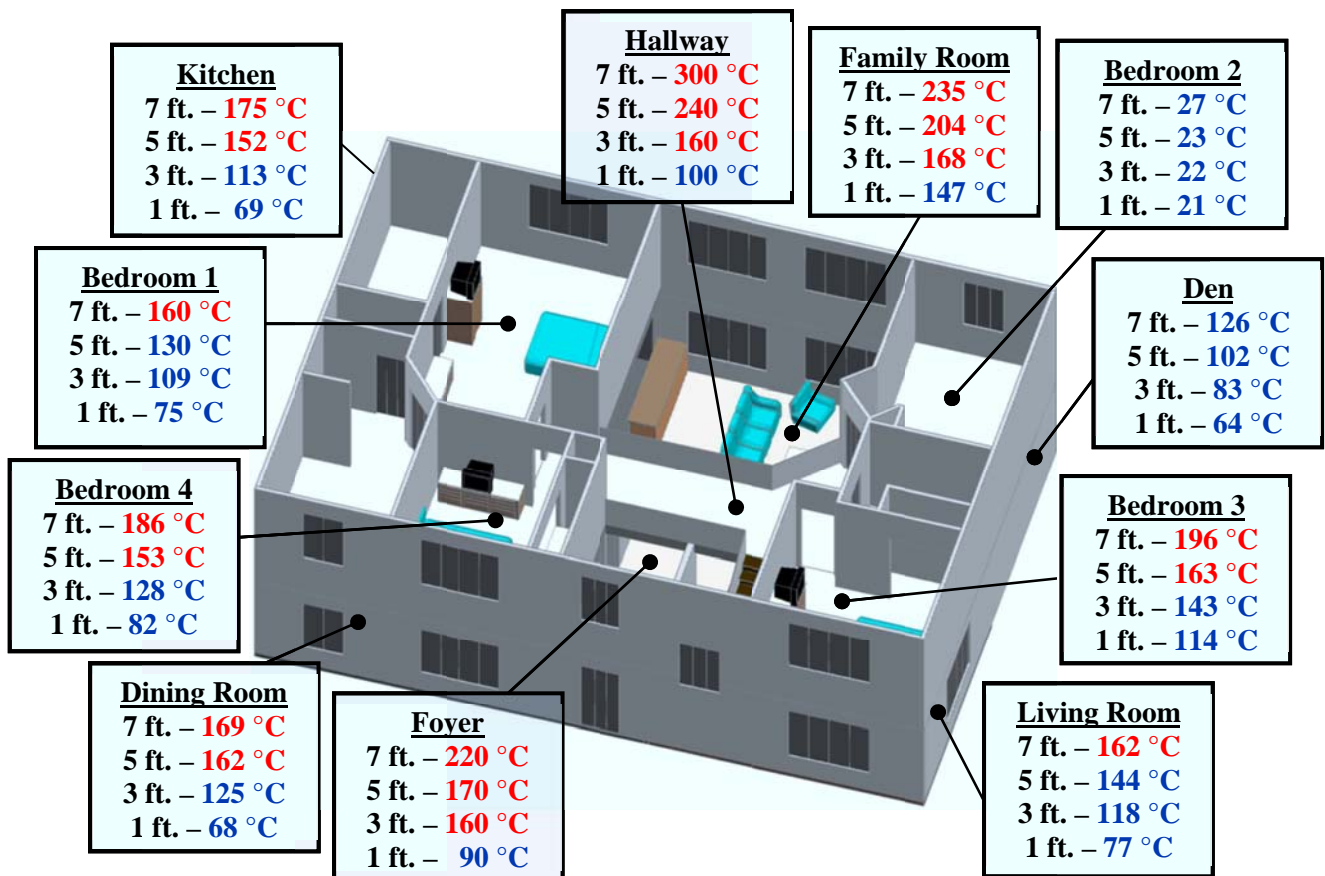 Kitchen
7 ft. – 175 °C
5 ft. – 152 °C
3 ft. – 113 °C
1 ft. – 69 °C
Hallway
7 ft. – 300 °C
5 ft. – 240 °C
3 ft. – 160 °C
1 ft. – 100 °C
Family Room
7 ft. – 235 °C
5 ft. – 204 °C
3 ft. – 168 °C
1 ft. – 147 °C
Bedroom 2
7 ft. – 27 °C
5 ft. – 23 °C
3 ft. – 22 °C
1 ft. – 21 °C
Bedroom 1
7 ft. – 160 °C
5 ft. – 130 °C
3 ft. – 109 °C
1 ft. – 75 °C
Den
7 ft. – 126 °C
5 ft. – 102 °C
3 ft. – 83 °C
1 ft. – 64 °C
Bedroom 4
7 ft. – 186 °C
5 ft. – 153 °C
3 ft. – 128 °C
1 ft. – 82 °C
Bedroom 3
7 ft. – 196 °C
5 ft. – 163 °C
3 ft. – 143 °C
1 ft. – 114 °C
Dining Room
7 ft. – 169 °C
5 ft. – 162 °C
3 ft. – 125 °C
1 ft. – 68 °C
Foyer
7 ft. – 220 °C
5 ft. – 170 °C
3 ft. – 160 °C
1 ft. – 90 °C
Living Room
7 ft. – 162 °C
5 ft. – 144 °C
3 ft. – 118 °C
1 ft. – 77 °C